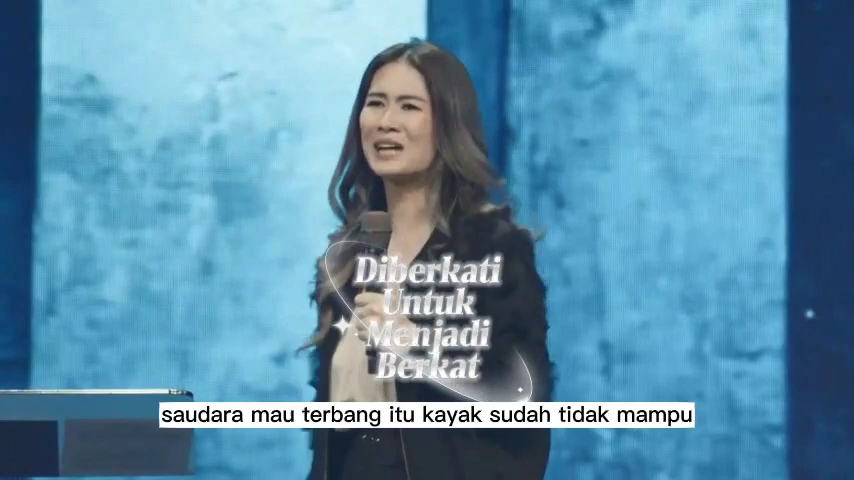 Diberkati
Untuk
Menjadi
Berkat
saudara mau terbang itu kayak sudah tidak mampu